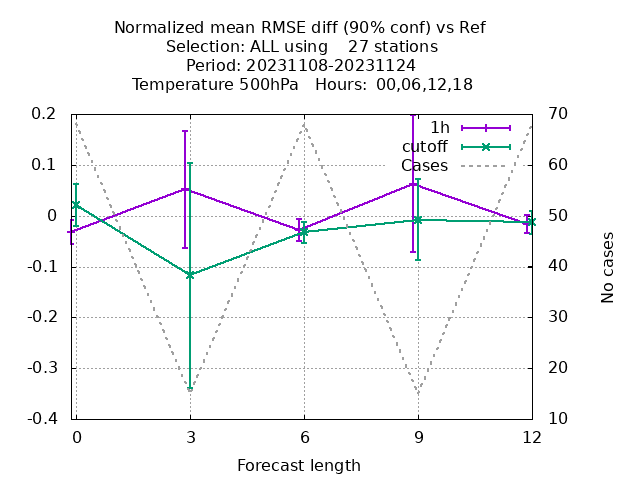 Normalized mean RMSE diff (90% conf) vs Ref
Selection: ALL using    27 stations
Period: 20231108-20231124
Temperature 500hPa   Hours:  00,06,12,18
0.2
0.1
0
-0.1
-0.2
-0.3
-0.4
1h
cutoff
Cases
70
60
50
40
30
20
10
No cases
0
3
6
9
12
Forecast length